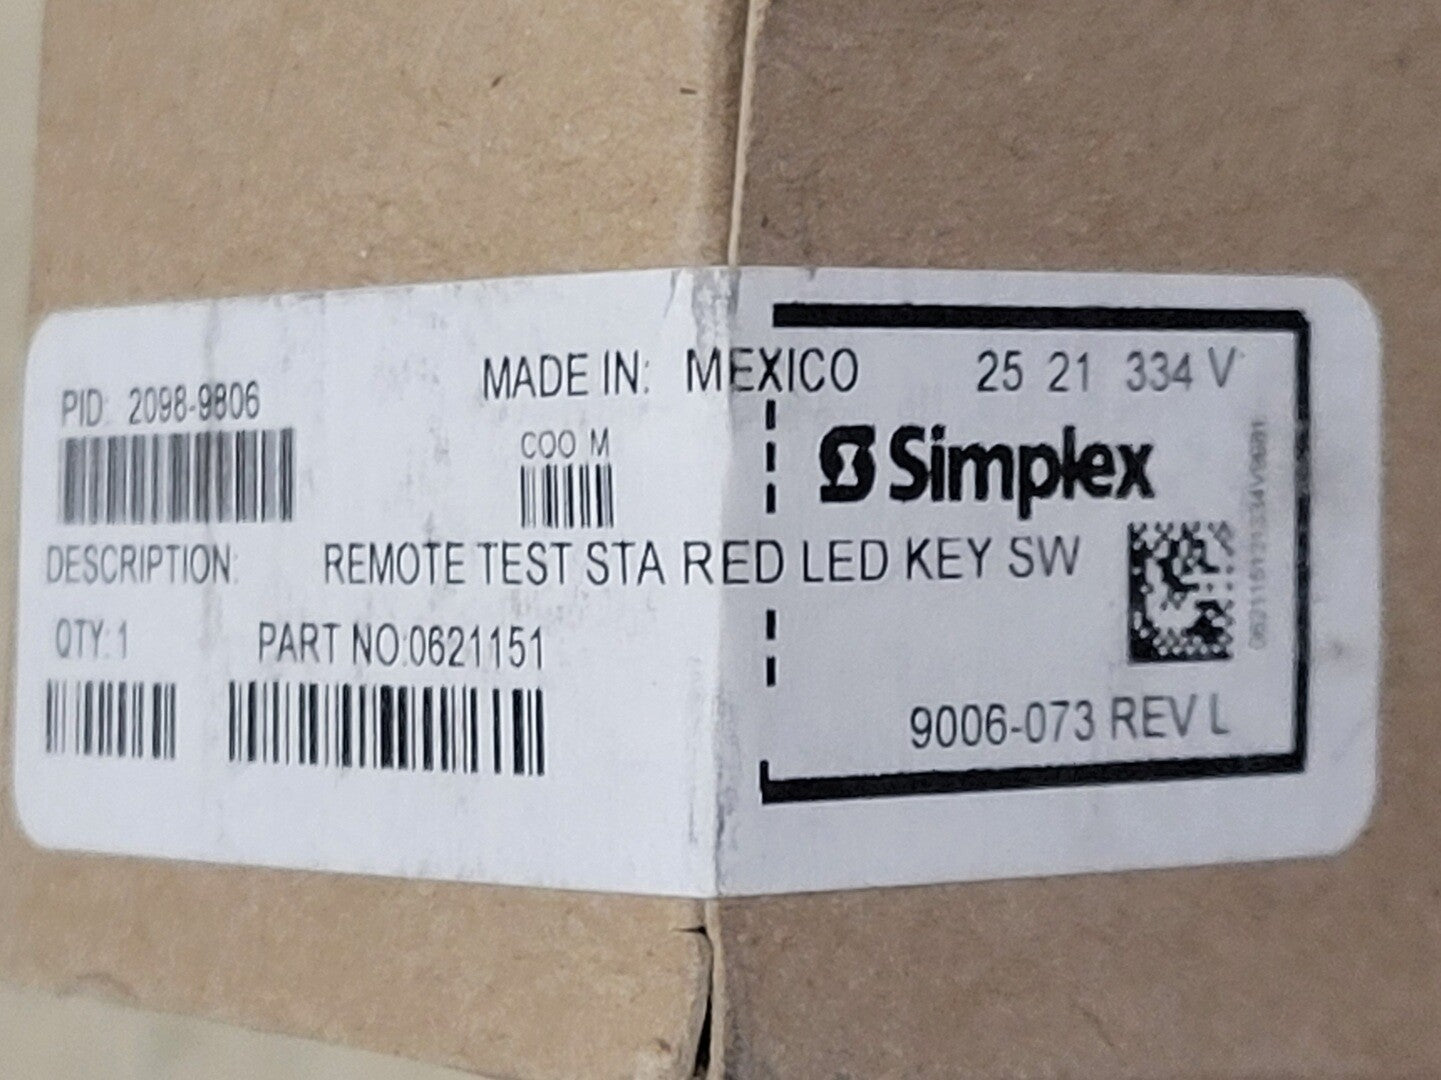 MADE IN: MEXICO 25 21 334 V
PID: 2098-9806
COO M
Simplex
DESCRIPTION: REMOTE TEST STA RED LED KEY SW
QTY: 1 PART NO:0621151
9006-073 REV L